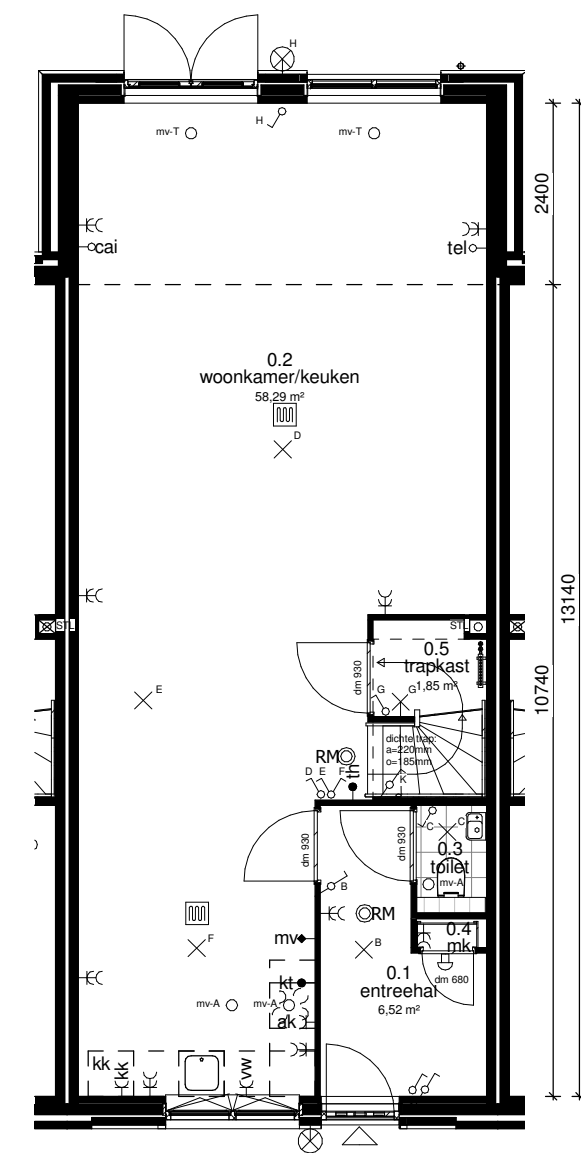 H
H
mv-T
mv-T
2400
cai
tel
0.2
woonkamer/keuken
58,29 m²
D
13140
STL
STL
0.5
trapkast
1,85 m²
dm 930
G
G
E
10740
dichte trap:
a=220mm
o=185mm
RM
th
K
D
E
F
C
C
dm 930
dm 930
0.3
toilet
mv-A
B
RM
F
mv
B
0.4
mk
dm 680
0.1
entreehal
6,52 m²
kt
mv-A
mv-A
ak
kk
kk
vw